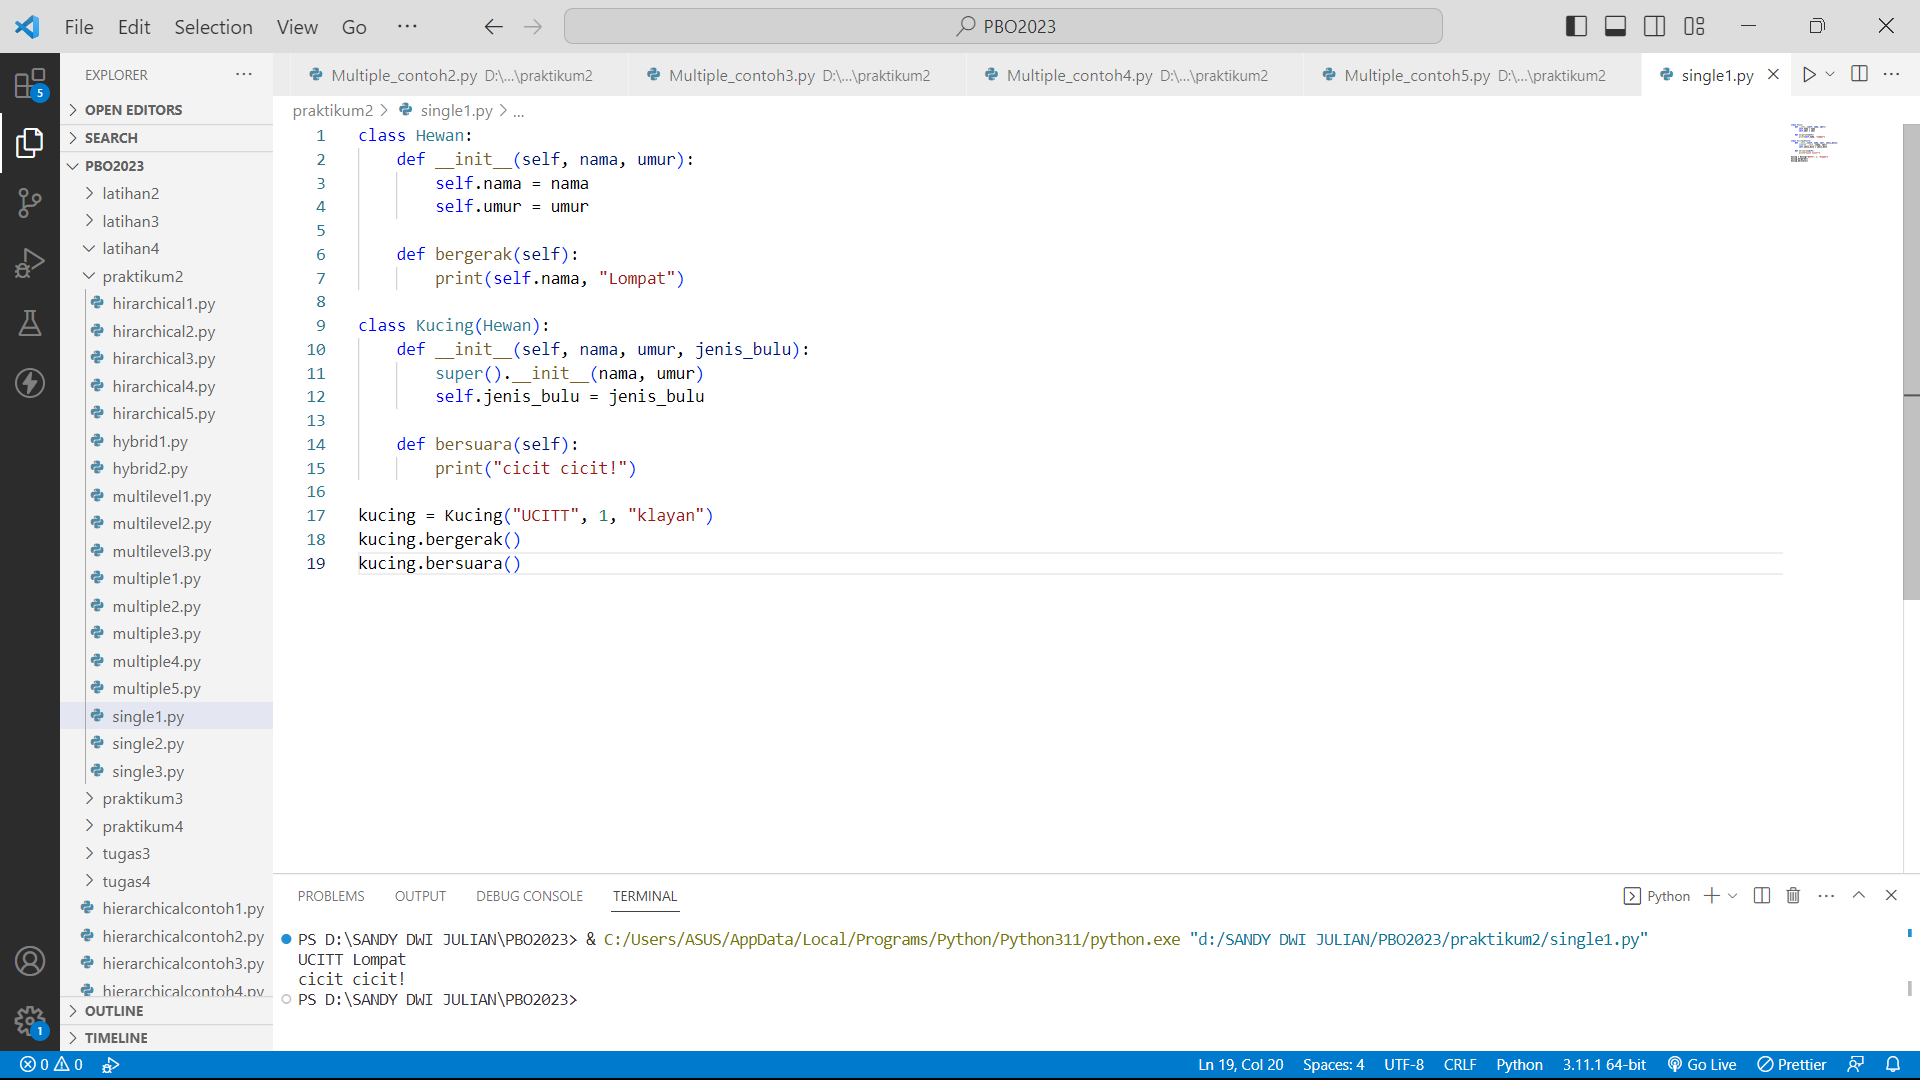 File Edit Selection View Go ··· PBO2023
EXPLORER ···
5
OPEN EDITORS
SEARCH
PBO2023
latihan2
latihan3
latihan4
praktikum2
hirarchical1.py
hirarchical2.py
hirarchical3.py
hirarchical4.py
hirarchical5.py
hybrid1.py
hybrid2.py
multilevel1.py
multilevel2.py
multilevel3.py
multiple1.py
multiple2.py
multiple3.py
multiple4.py
multiple5.py
single1.py
single2.py
single3.py
praktikum3
praktikum4
tugas3
tugas4
hierarchicalcontoh1.py
hierarchicalcontoh2.py
hierarchicalcontoh3.py
hierarchicalcontoh4.py
OUTLINE
1
TIMELINE
Multiple_contoh2.py D:\...\praktikum2 Multiple_contoh3.py D:\...\praktikum2 Multiple_contoh4.py D:\...\praktikum2 Multiple_contoh5.py D:\...\praktikum2 single1.py
praktikum2 > single1.py > ...
1 class Hewan:
2     def __init__(self, nama, umur):
3         self.nama = nama
4         self.umur = umur
5
6     def bergerak(self):
7         print(self.nama, "Lompat")
8
9 class Kucing(Hewan):
10     def __init__(self, nama, umur, jenis_bulu):
11         super().__init__(nama, umur)
12         self.jenis_bulu = jenis_bulu
13
14     def bersuara(self):
15         print("cicit cicit!")
16
17 kucing = Kucing("UCITT", 1, "klayan")
18 kucing.bergerak()
19 kucing.bersuara()
PROBLEMS OUTPUT DEBUG CONSOLE TERMINAL Python
PS D:\SANDY DWI JULIAN\PBO2023> & C:/Users/ASUS/AppData/Local/Programs/Python/Python311/python.exe "d:/SANDY DWI JULIAN/PBO2023/praktikum2/single1.py"
UCITT Lompat
cicit cicit!
PS D:\SANDY DWI JULIAN\PBO2023>
0 0 Ln 19, Col 20 Spaces: 4 UTF-8 CRLF Python 3.11.1 64-bit Go Live Prettier